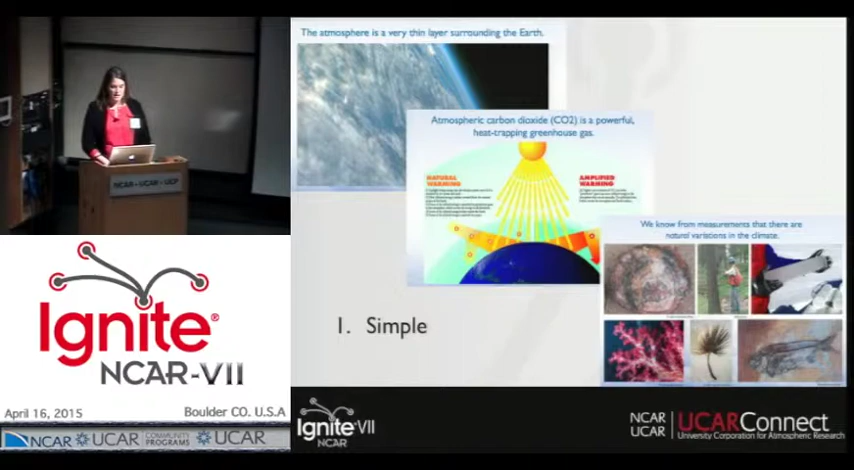 The atmosphere is a very thin layer surrounding the Earth.
Atmospheric carbon dioxide (CO2) is a powerful,
heat-trapping greenhouse gas.
NATURAL
WARMING
AMPLIFIED
WARMING
We know from measurements that there are
natural variations in the climate.
1. Simple
NCAR - UCAR - UCP
Ignite®
NCAR-VII
April 16, 2015
Boulder CO. U.S.A
NCAR
UCAR
COMMUNITY
PROGRAMS
UCAR
Ignite VII
NCAR
NCAR
UCAR
UCARConnect
University Corporation for Atmospheric Research